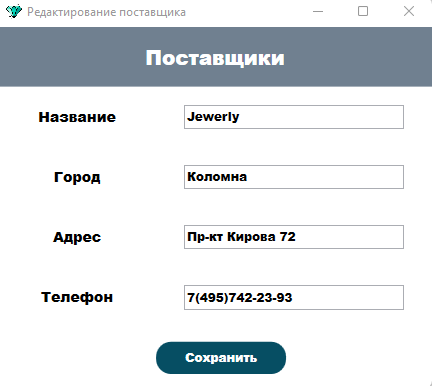 Редактирование поставщика
Поставщики
Название Jewerly
Город Коломна
Адрес Пр-кт Кирова 72
Телефон 7(495)742-23-93
Сохранить